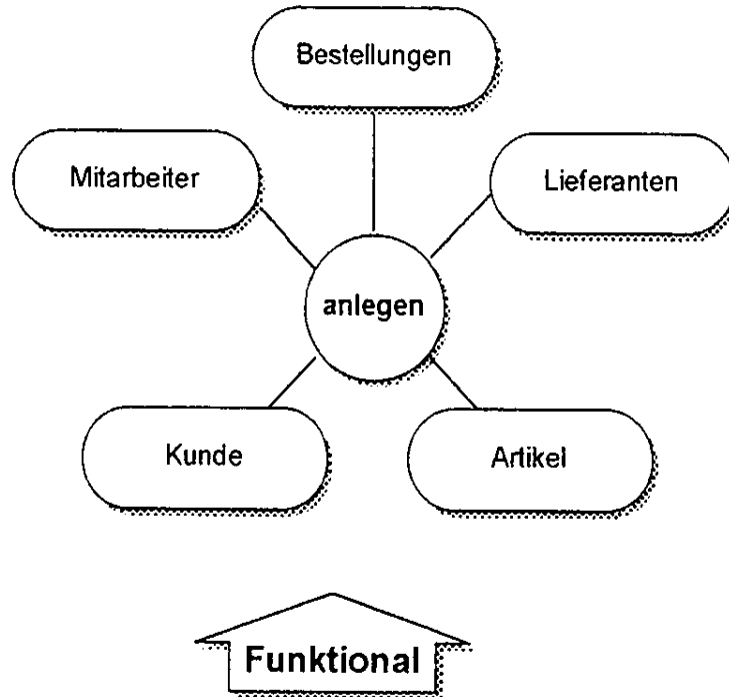 Bestellungen
Mitarbeiter
Lieferanten
anlegen
Kunde
Artikel
Funktional